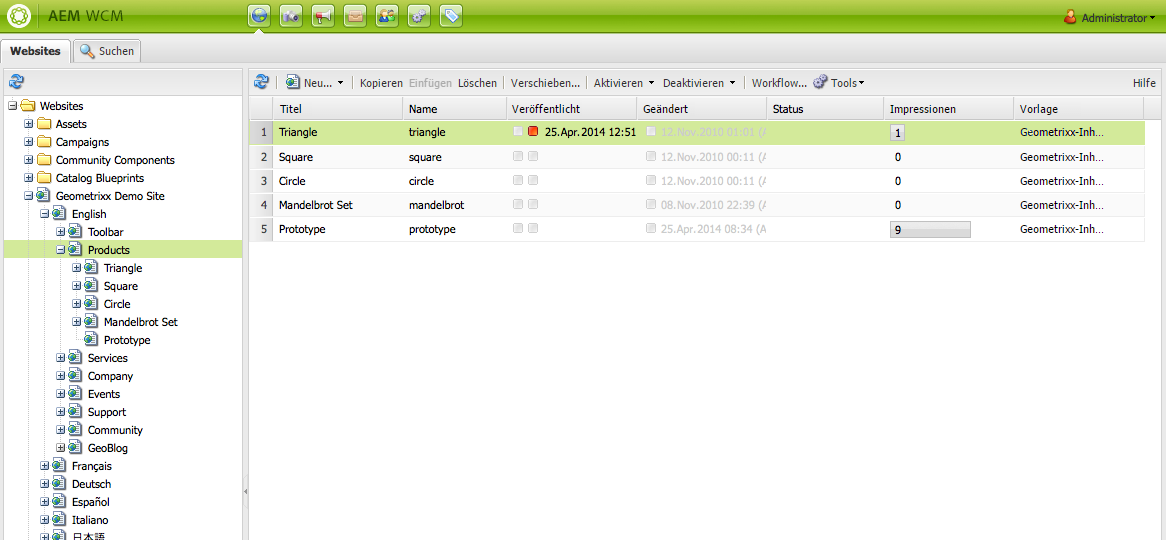 AEM WCM
Administrator
Websites
Suchen
Neu...
Kopieren Einfügen Löschen
Verschieben...
Aktivieren
Deaktivieren
Workflow...
Tools
Hilfe
Websites
Assets
Campaigns
Community Components
Catalog Blueprints
Geometrixx Demo Site
English
Toolbar
Products
Triangle
Square
Circle
Mandelbrot Set
Prototype
Services
Company
Events
Support
Community
GeoBlog
Français
Deutsch
Español
Italiano
日本語
Titel Name Veröffentlicht Geändert Status Impressionen Vorlage
1 Triangle triangle 25.Apr.2014 12:51 12.Nov.2010 01:01 (A 1 Geometrixx-Inh...
2 Square square 12.Nov.2010 00:11 (A 0 Geometrixx-Inh...
3 Circle circle 12.Nov.2010 00:11 (A 0 Geometrixx-Inh...
4 Mandelbrot Set mandelbrot 08.Nov.2010 22:39 (A 0 Geometrixx-Inh...
5 Prototype prototype 25.Apr.2014 08:34 (A 9 Geometrixx-Inh...